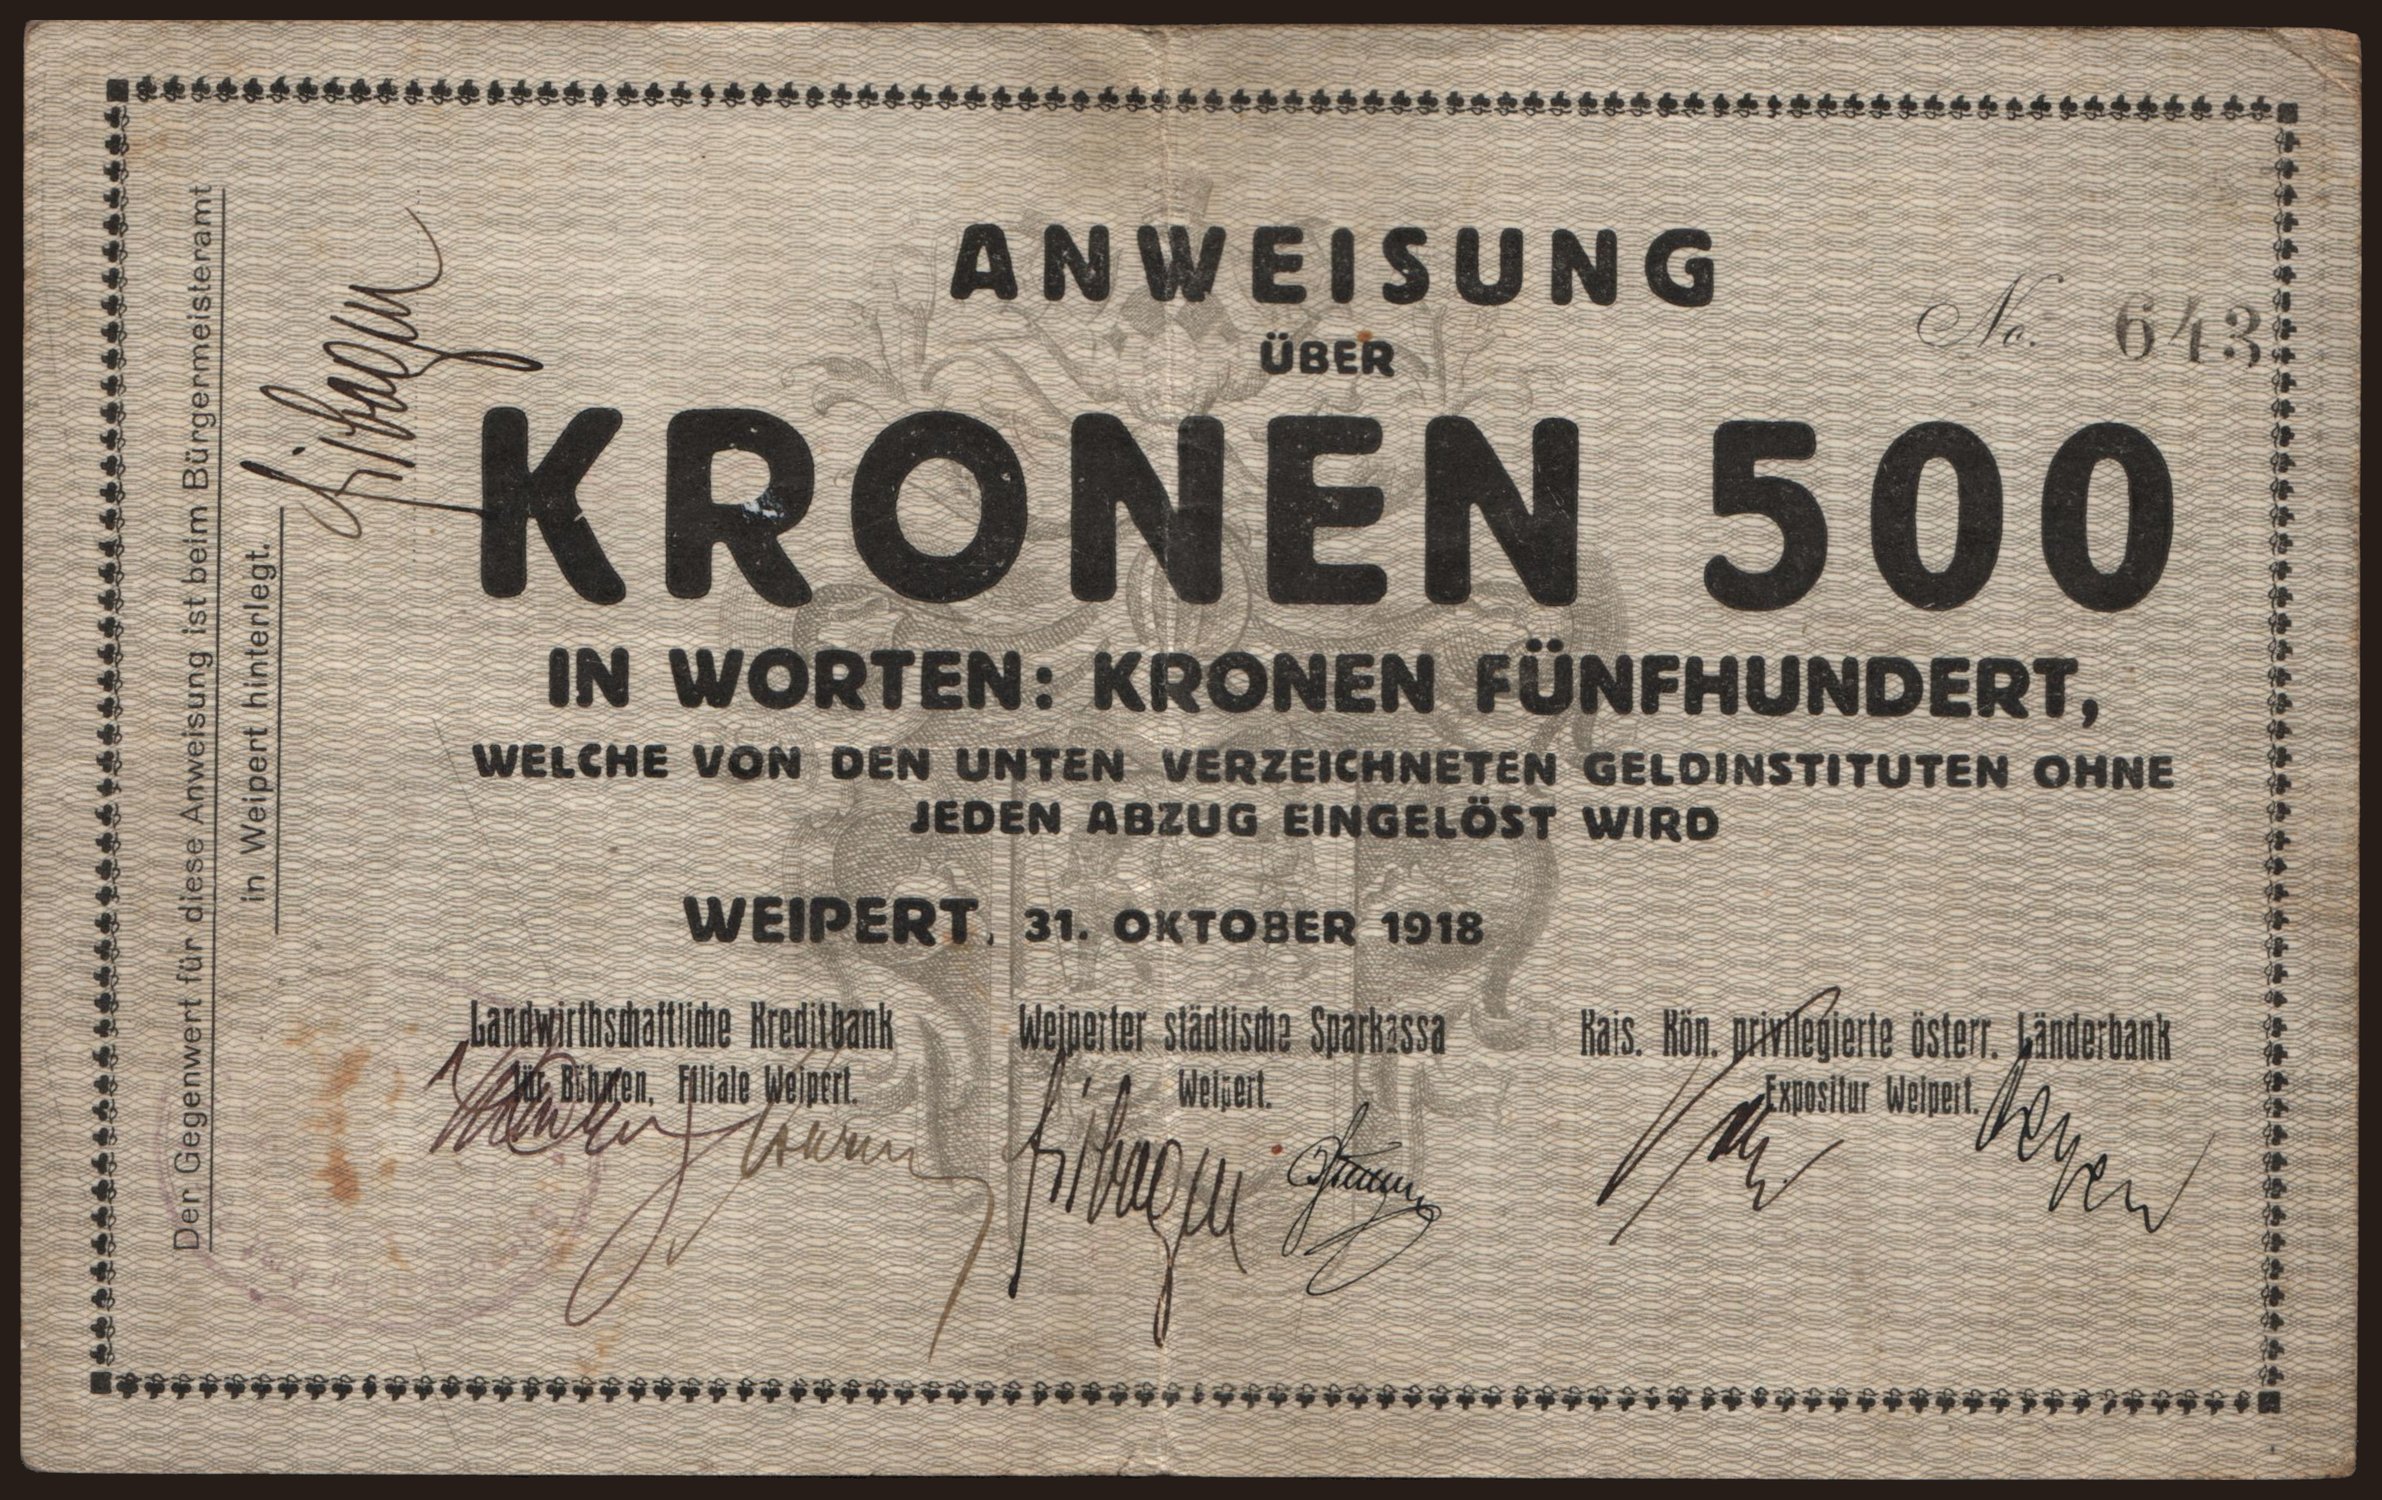 ANWEISUNG
ÜBER
No. 643
KRONEN 500
IN WORTEN: KRONEN FÜNFHUNDERT,
WELCHE VON DEN UNTEN VERZEICHNETEN GELDINSTITUTEN OHNE
JEDEN ABZUG EINGELÖST WIRD
WEIPERT, 31. OKTOBER 1918
Landwirthschaftliche Kreditbank
für Böhmen, Filiale Weipert.
Weiperter städtische Sparkassa
Weipert.
Kais. Kön. privilegierte österr. Länderbank
Expositur Weipert.
Der Gegenwert für diese Anweisung ist beim Bürgermeisteramt
in Weipert hinterlegt.